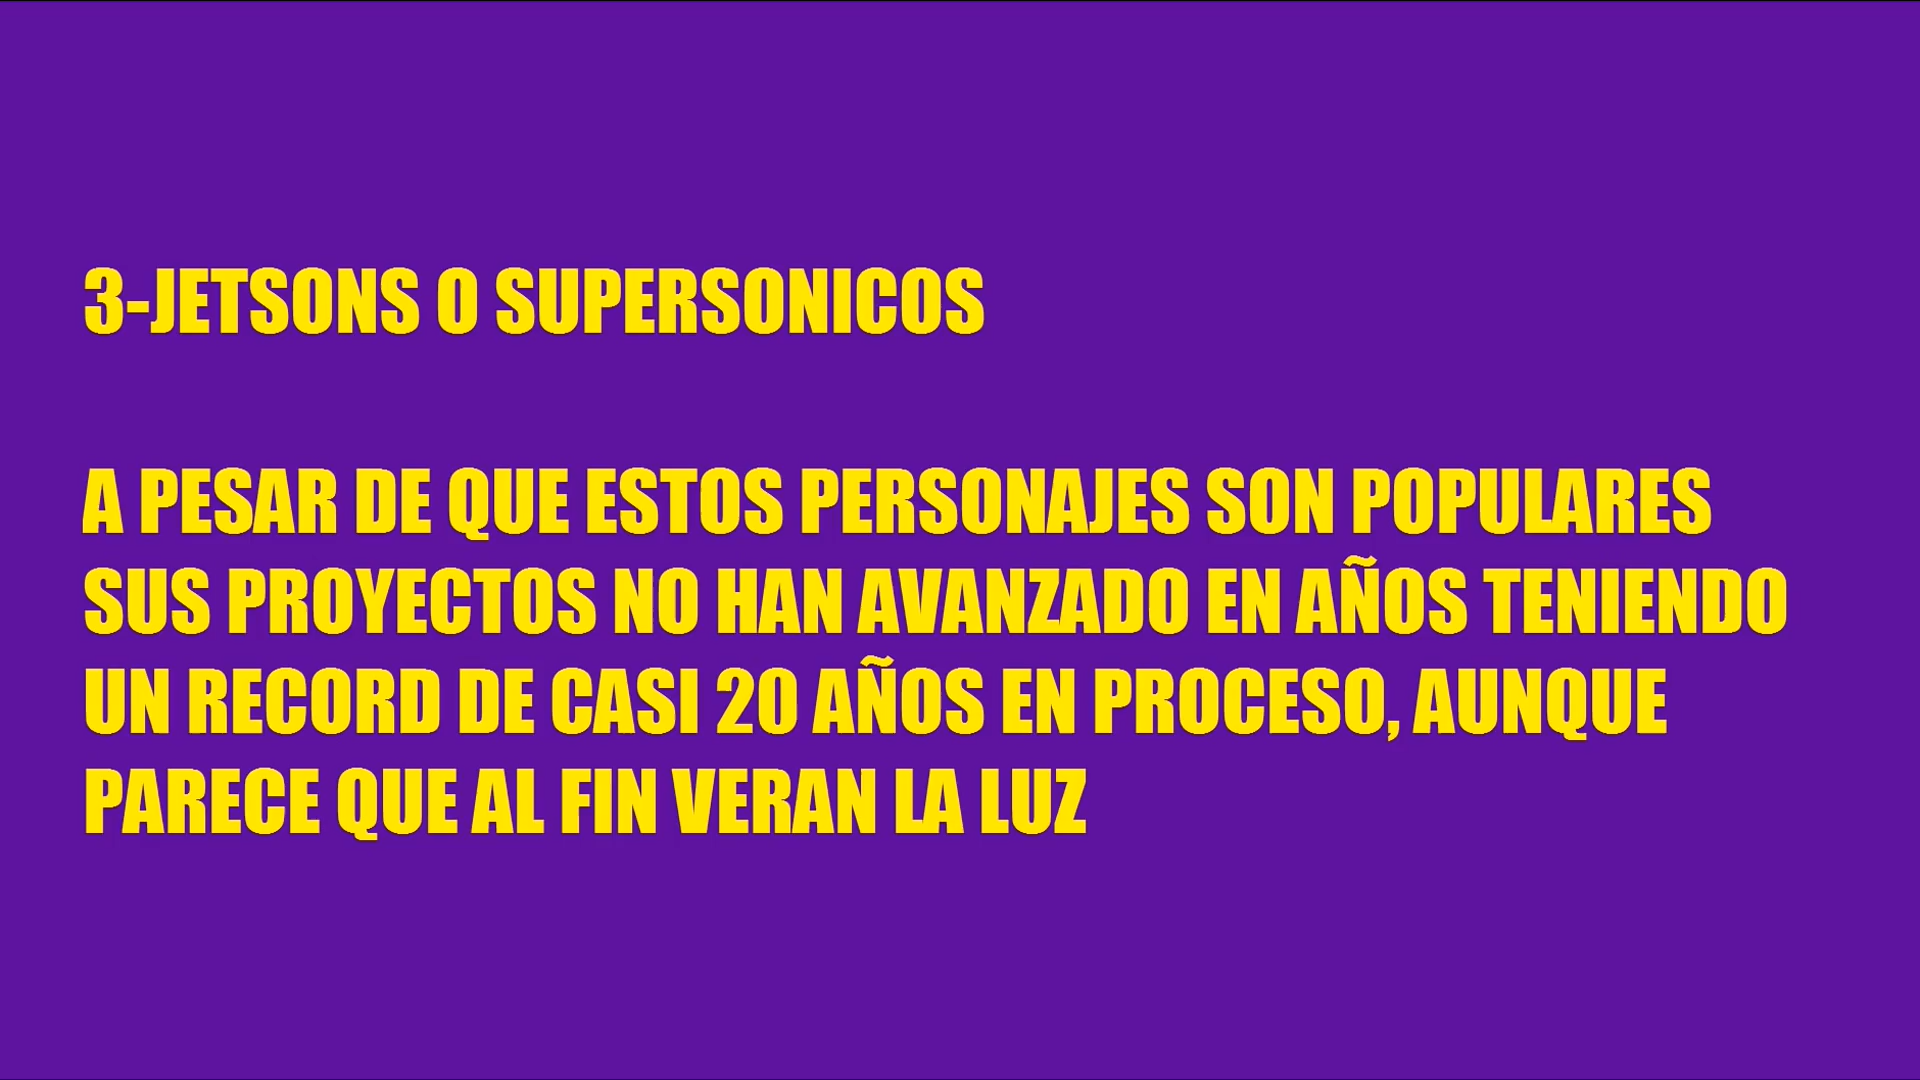 3-JETSONS O SUPERSONICOS
A PESAR DE QUE ESTOS PERSONAJES SON POPULARES
SUS PROYECTOS NO HAN AVANZADO EN AÑOS TENIENDO
UN RECORD DE CASI 20 AÑOS EN PROCESO, AUNQUE
PARECE QUE AL FIN VERAN LA LUZ